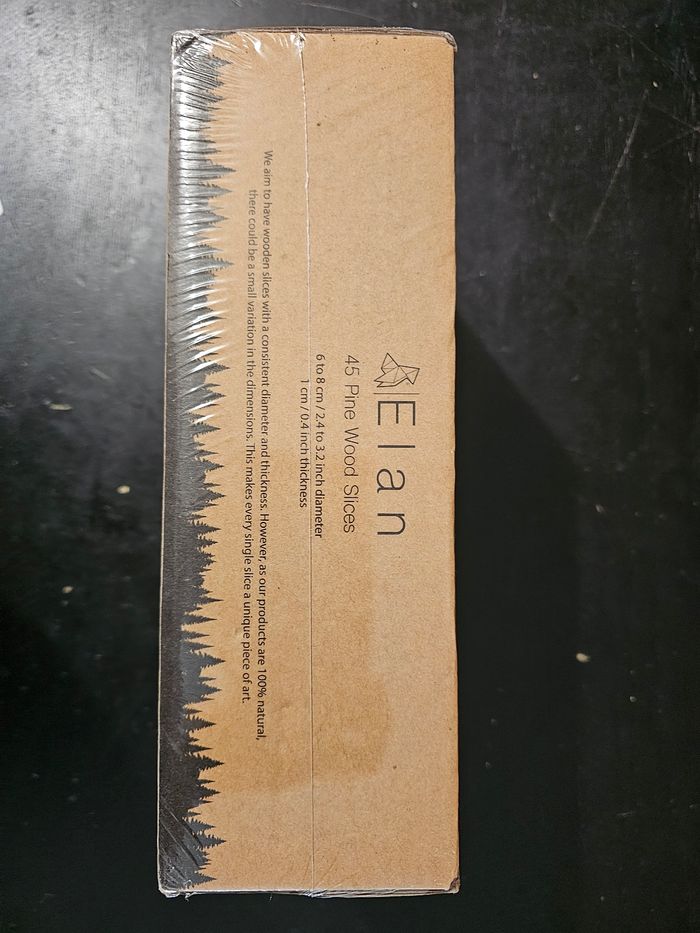 Elan
45 Pine Wood Slices
6 to 8 cm / 2.4 to 3.2 inch diameter
1 cm / 0.4 inch thickness
We aim to have wooden slices with a consistent diameter and thickness. However, as our products are 100% natural,
there could be a small variation in the dimensions. This makes every single slice a unique piece of art.